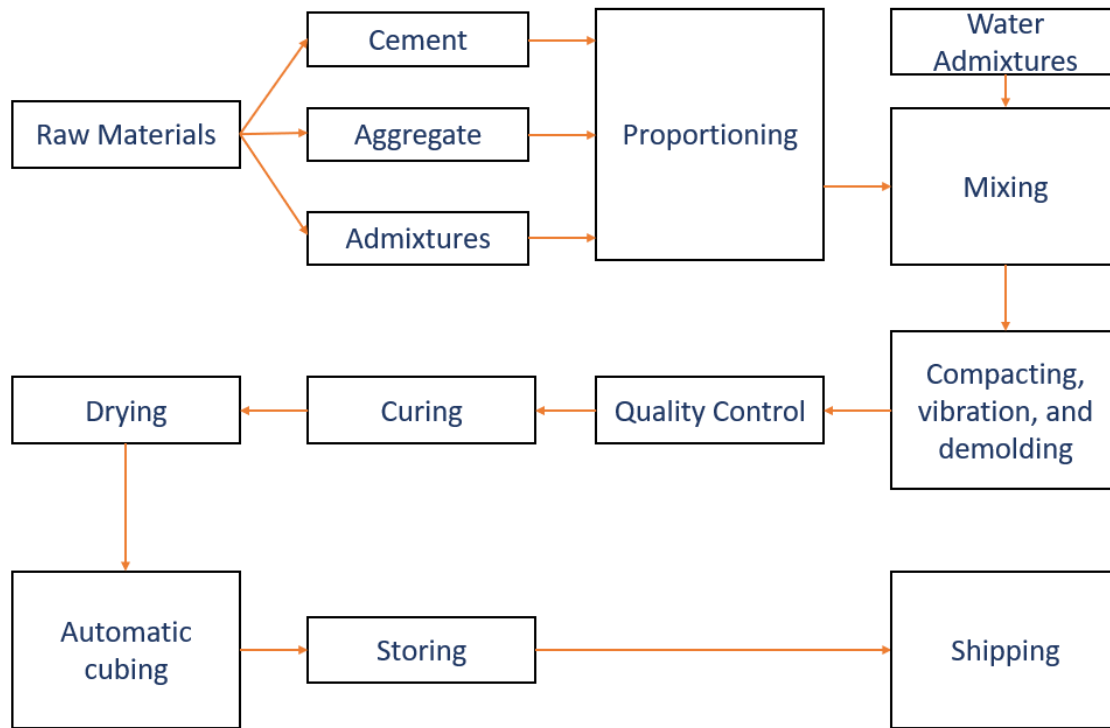 Cement
Water
Admixtures
Raw Materials
Aggregate
Proportioning
Mixing
Admixtures
Compacting,
vibration, and
demolding
Quality Control
Curing
Drying
Automatic
cubing
Storing
Shipping